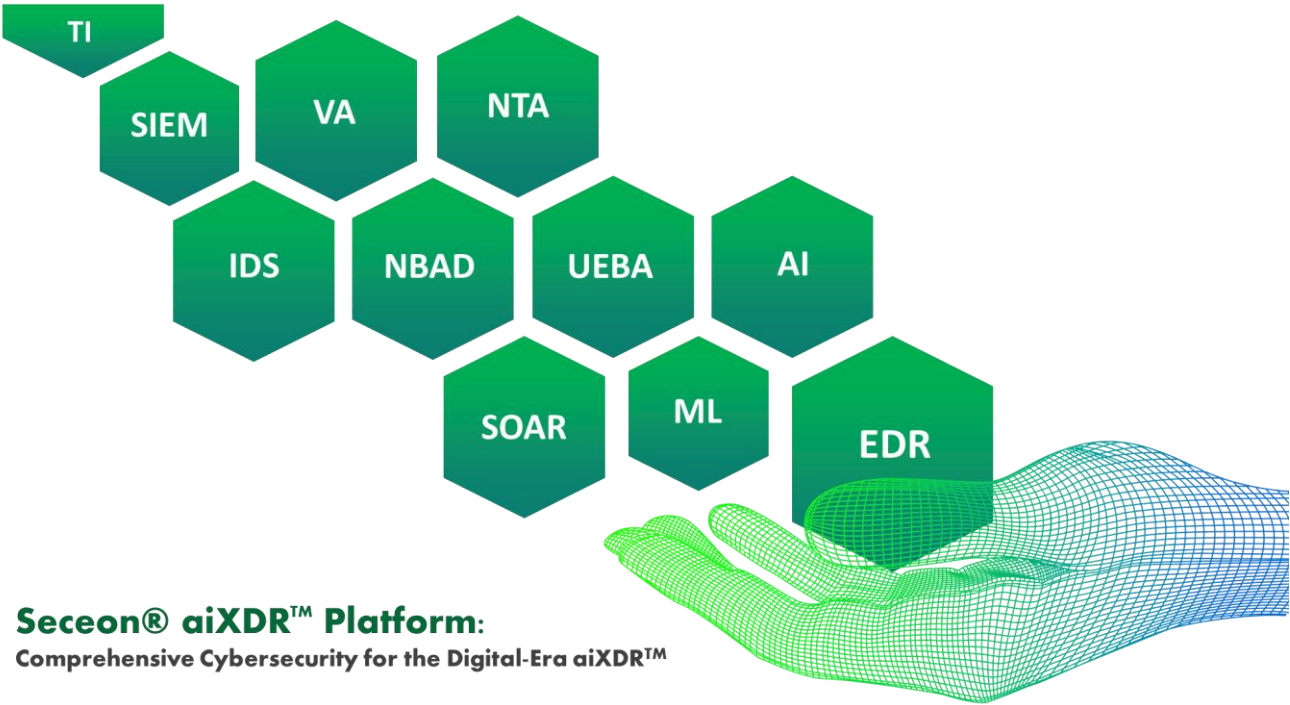 TI
SIEM
VA
NTA
IDS
NBAD
UEBA
AI
SOAR
ML
EDR
Seceon® aiXDR™ Platform:
Comprehensive Cybersecurity for the Digital-Era aiXDR™